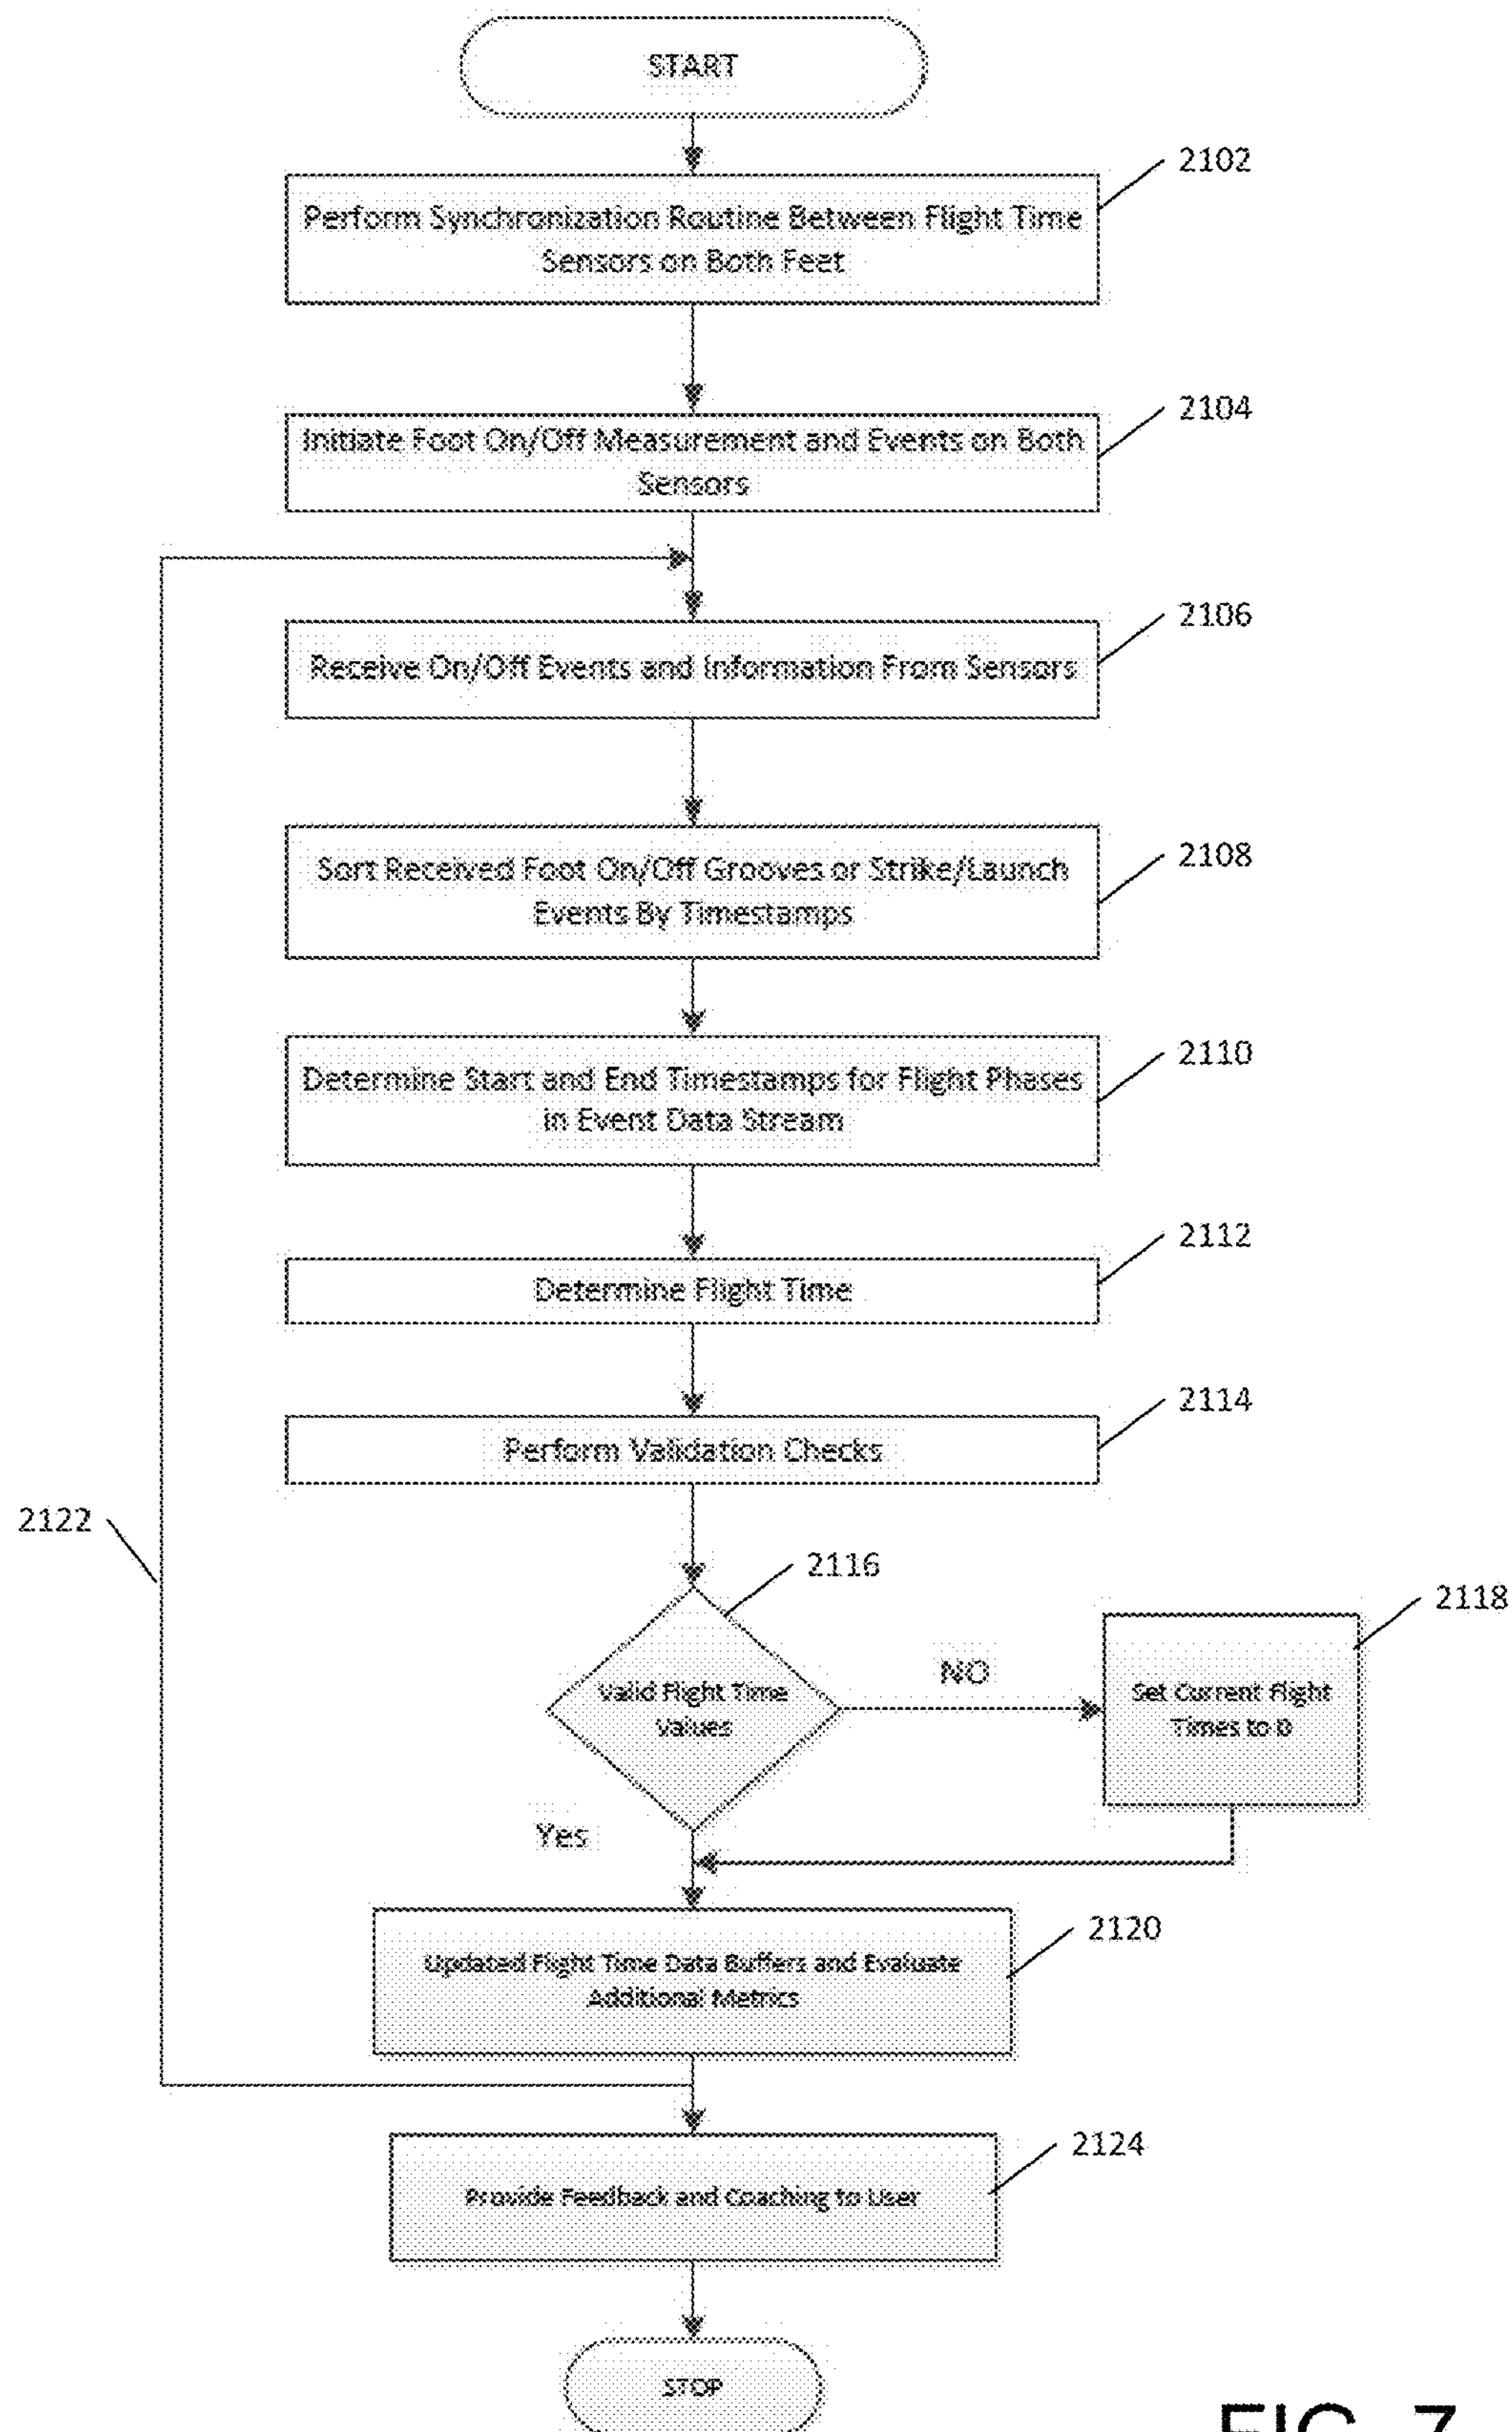 START
2102
Perform Synchronization Routine Between Flight Time
Sensors on Both Feet
2104
Initiate Foot On/Off Measurement and Events on Both
Sensors
2106
Receive On/Off Events and Information From Sensors
2108
Sort Received Foot On/Off Grooves or Strike/Launch
Events By Timestamps
2110
Determine Start and End Timestamps for Flight Phases
in Event Data Stream
2112
Determine Flight Time
2114
Perform Validation Checks
2122
2116
2118
Valid Flight Time
Values
NO
Set Current Flight
Times to 0
Yes
2120
Updated Flight Time Data Buffers and Evaluate
Additional Metrics
2124
Provide Feedback and Coaching to User
STOP
FIG. 7